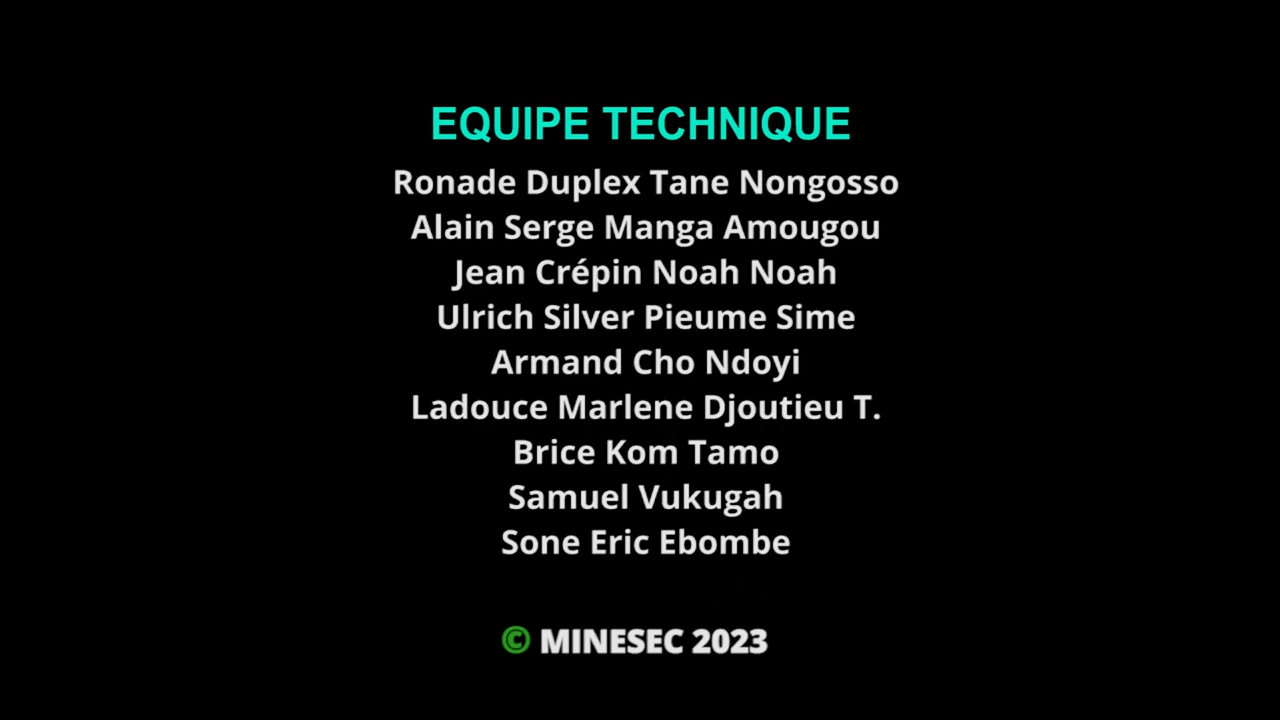 EQUIPE TECHNIQUE
Ronade Duplex Tane Nongosso
Alain Serge Manga Amougou
Jean Crépin Noah Noah
Ulrich Silver Pieume Sime
Armand Cho Ndoyi
Ladouce Marlene Djoutieu T.
Brice Kom Tamo
Samuel Vukugah
Sone Eric Ebombe
© MINESEC 2023